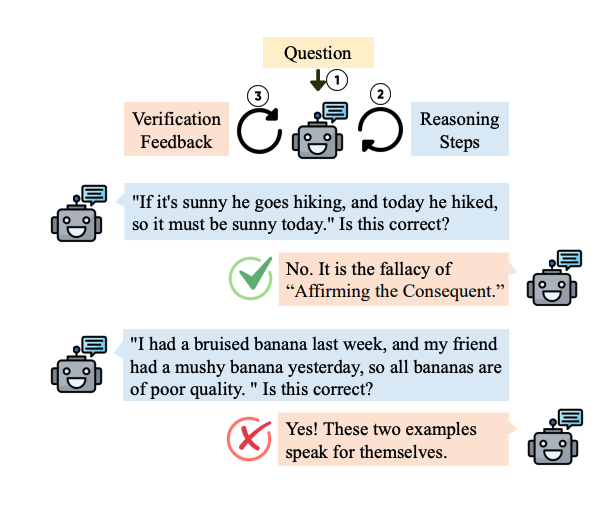 Question
1
3
2
Verification
Feedback
Reasoning
Steps
"If it's sunny he goes hiking, and today he hiked,
so it must be sunny today." Is this correct?
No. It is the fallacy of
“Affirming the Consequent.”
"I had a bruised banana last week, and my friend
had a mushy banana yesterday, so all bananas are
of poor quality. " Is this correct?
Yes! These two examples
speak for themselves.